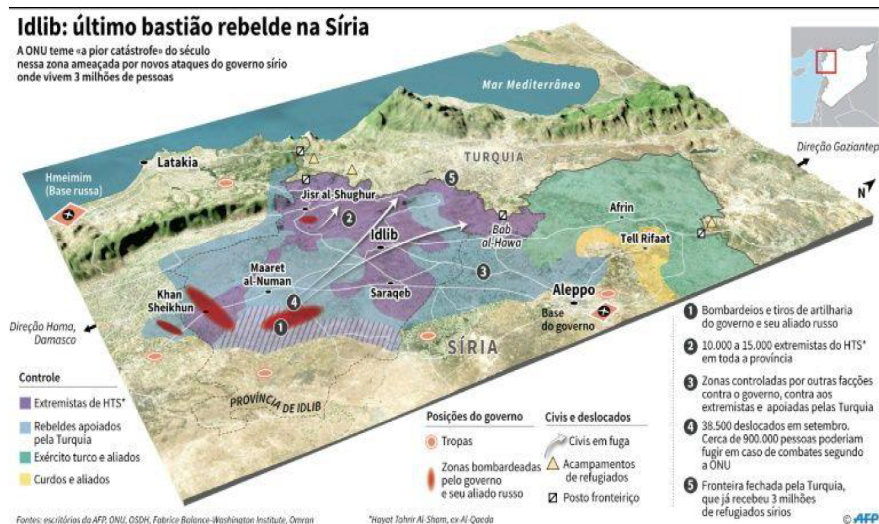 Idlib: último bastião rebelde na Síria
A ONU teme «a pior catástrofe» do século
nessa zona ameaçada por novos ataques do governo sírio
onde vivem 3 milhões de pessoas
Mar Mediterrâneo
Direção Gaziantep
N
Latakia
TURQUIA
Hmeimim
(Base russa)
Jisr al-Shughur
5
2
Idlib
Bab
al-Hawa
Afrin
Tell Rifaat
Maaret
al-Numan
3
Khan
Sheikhun
4
Saraqeb
Aleppo
Base
do governo
1
Direção Hama,
Damasco
SÍRIA
PROVÍNCIA DE IDLIB
Controle
Extremistas de HTS*
Rebeldes apoiados
pela Turquia
Exército turco e aliados
Curdos e aliados
Posições do governo
Tropas
Zonas bombardeadas
pelo governo
e seu aliado russo
Civis e deslocados
Civis em fuga
Acampamentos
de refugiados
Posto fronteiriço
1 Bombardeios e tiros de artilharia
do governo e seu aliado russo
2 10.000 a 15.000 extremistas do HTS*
em toda a província
3 Zonas controladas por outras facções
contra o governo, contra aos
extremistas e apoiadas pelas Turquia
4 38.500 deslocados em setembro.
Cerca de 900.000 pessoas poderiam
fugir em caso de combates segundo
a ONU
5 Fronteira fechada pela Turquia,
que já recebeu 3 milhões
de refugiados sírios
Fontes: escritórios da AFP, ONU, OSDH, Fabrice Balance-Washington Institute, Omran
*Hayat Tahrir Al-Sham, ex-Al-Qaeda
© AFP